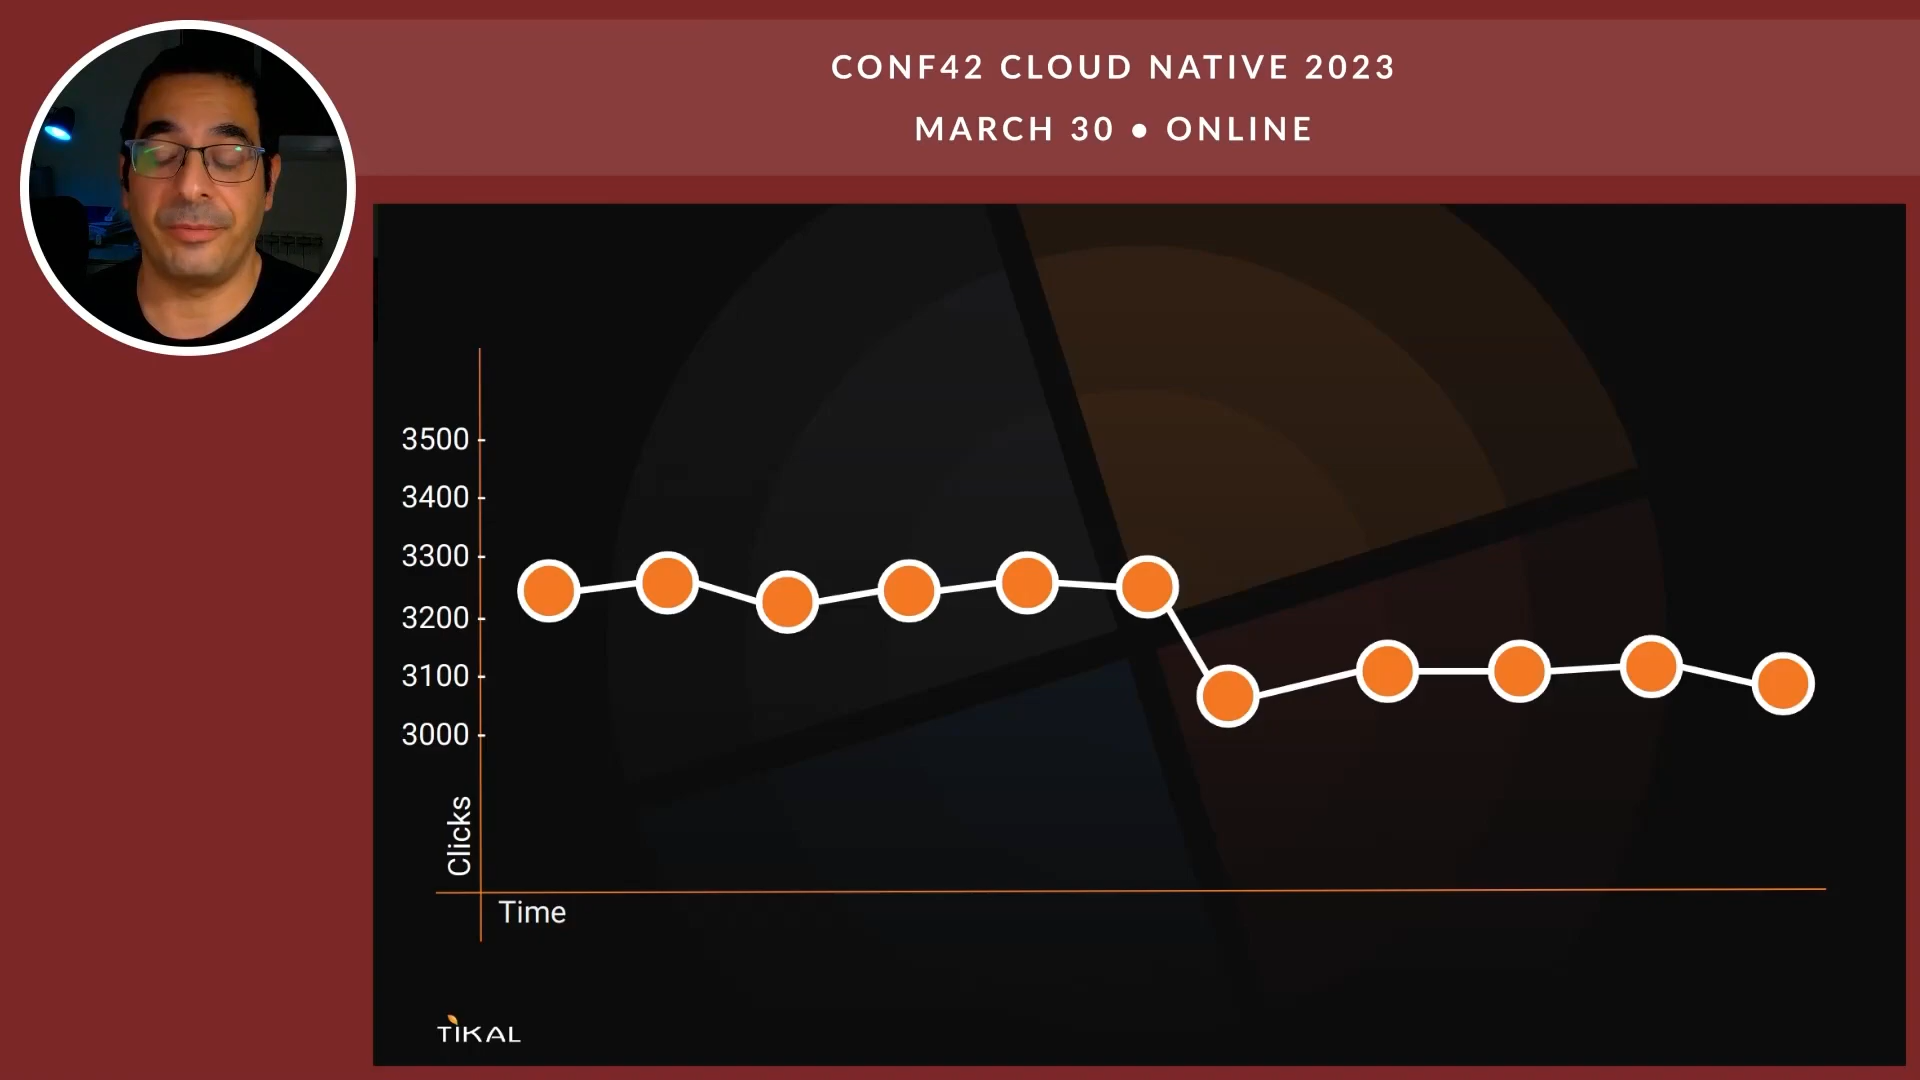 CONF42 CLOUD NATIVE 2023
MARCH 30 ● ONLINE
3500
3400
3300
3200
3100
3000
Clicks
Time
TIKAL